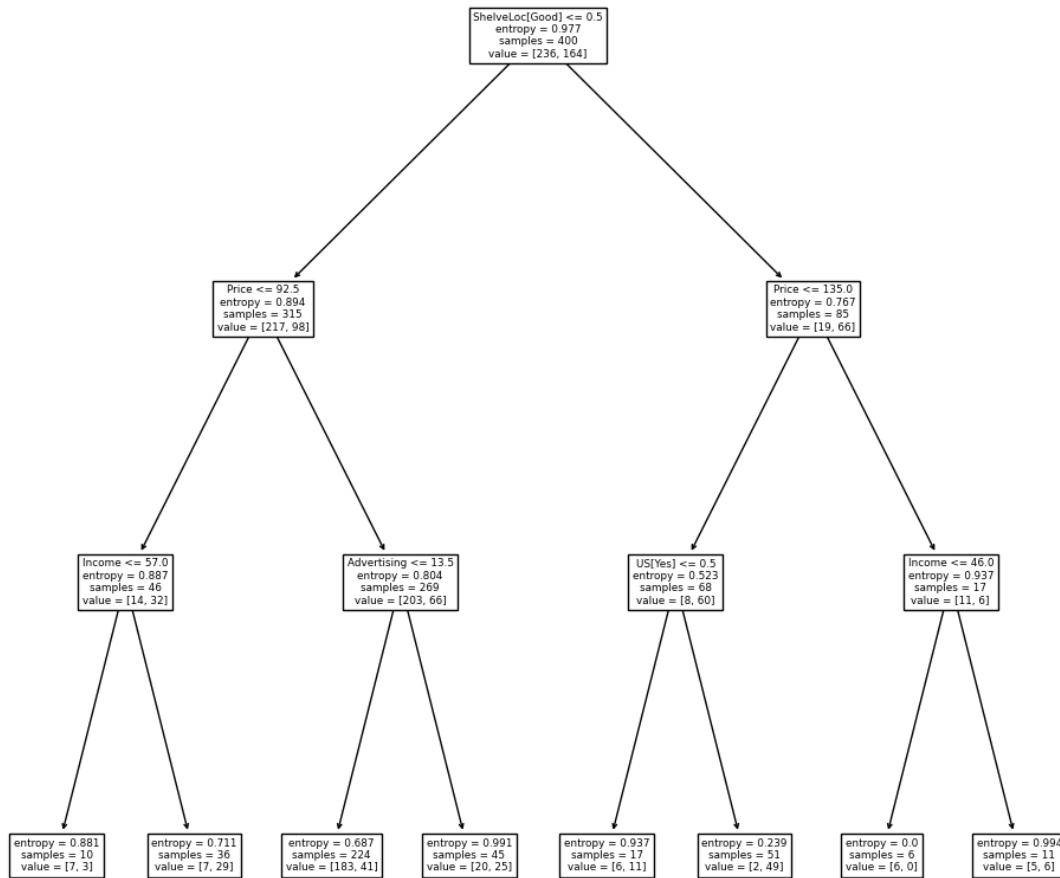 ShelveLoc[Good] <= 0.5
entropy = 0.977
samples = 400
value = [236, 164]
Price <= 92.5
entropy = 0.894
samples = 315
value = [217, 98]
Price <= 135.0
entropy = 0.767
samples = 85
value = [19, 66]
Income <= 57.0
entropy = 0.887
samples = 46
value = [14, 32]
Advertising <= 13.5
entropy = 0.804
samples = 269
value = [203, 66]
US[Yes] <= 0.5
entropy = 0.523
samples = 68
value = [8, 60]
Income <= 46.0
entropy = 0.937
samples = 17
value = [11, 6]
entropy = 0.881
samples = 10
value = [7, 3]
entropy = 0.711
samples = 36
value = [7, 29]
entropy = 0.687
samples = 224
value = [183, 41]
entropy = 0.991
samples = 45
value = [20, 25]
entropy = 0.937
samples = 17
value = [6, 11]
entropy = 0.239
samples = 51
value = [2, 49]
entropy = 0.0
samples = 6
value = [6, 0]
entropy = 0.994
samples = 11
value = [5, 6]